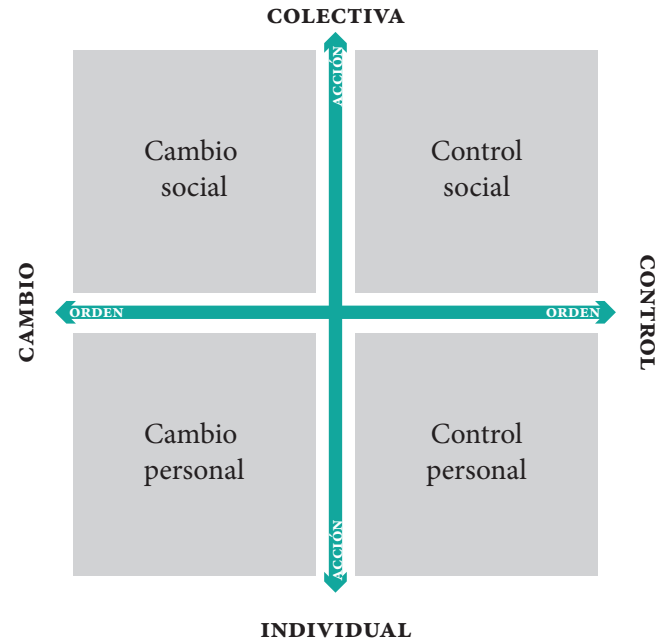 COLECTIVA
ACCIÓN
Cambio
social
Control
social
CAMBIO
ORDEN
ORDEN
CONTROL
Cambio
personal
Control
personal
ACCIÓN
INDIVIDUAL